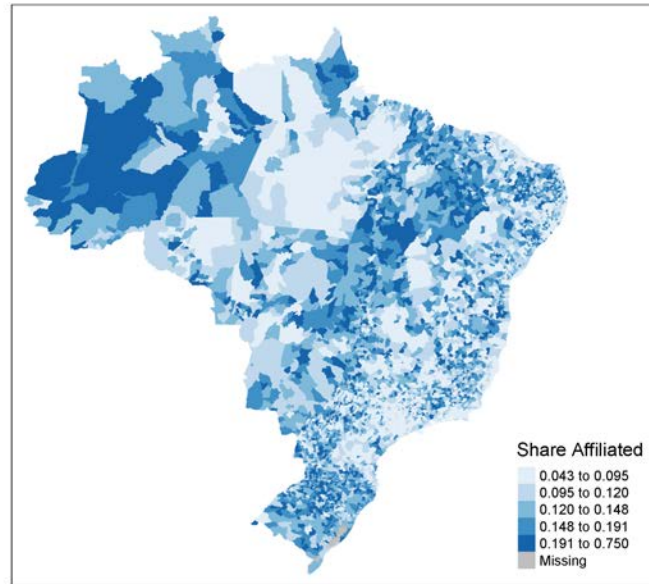 Share Affiliated
0.043 to 0.095
0.095 to 0.120
0.120 to 0.148
0.148 to 0.191
0.191 to 0.750
Missing